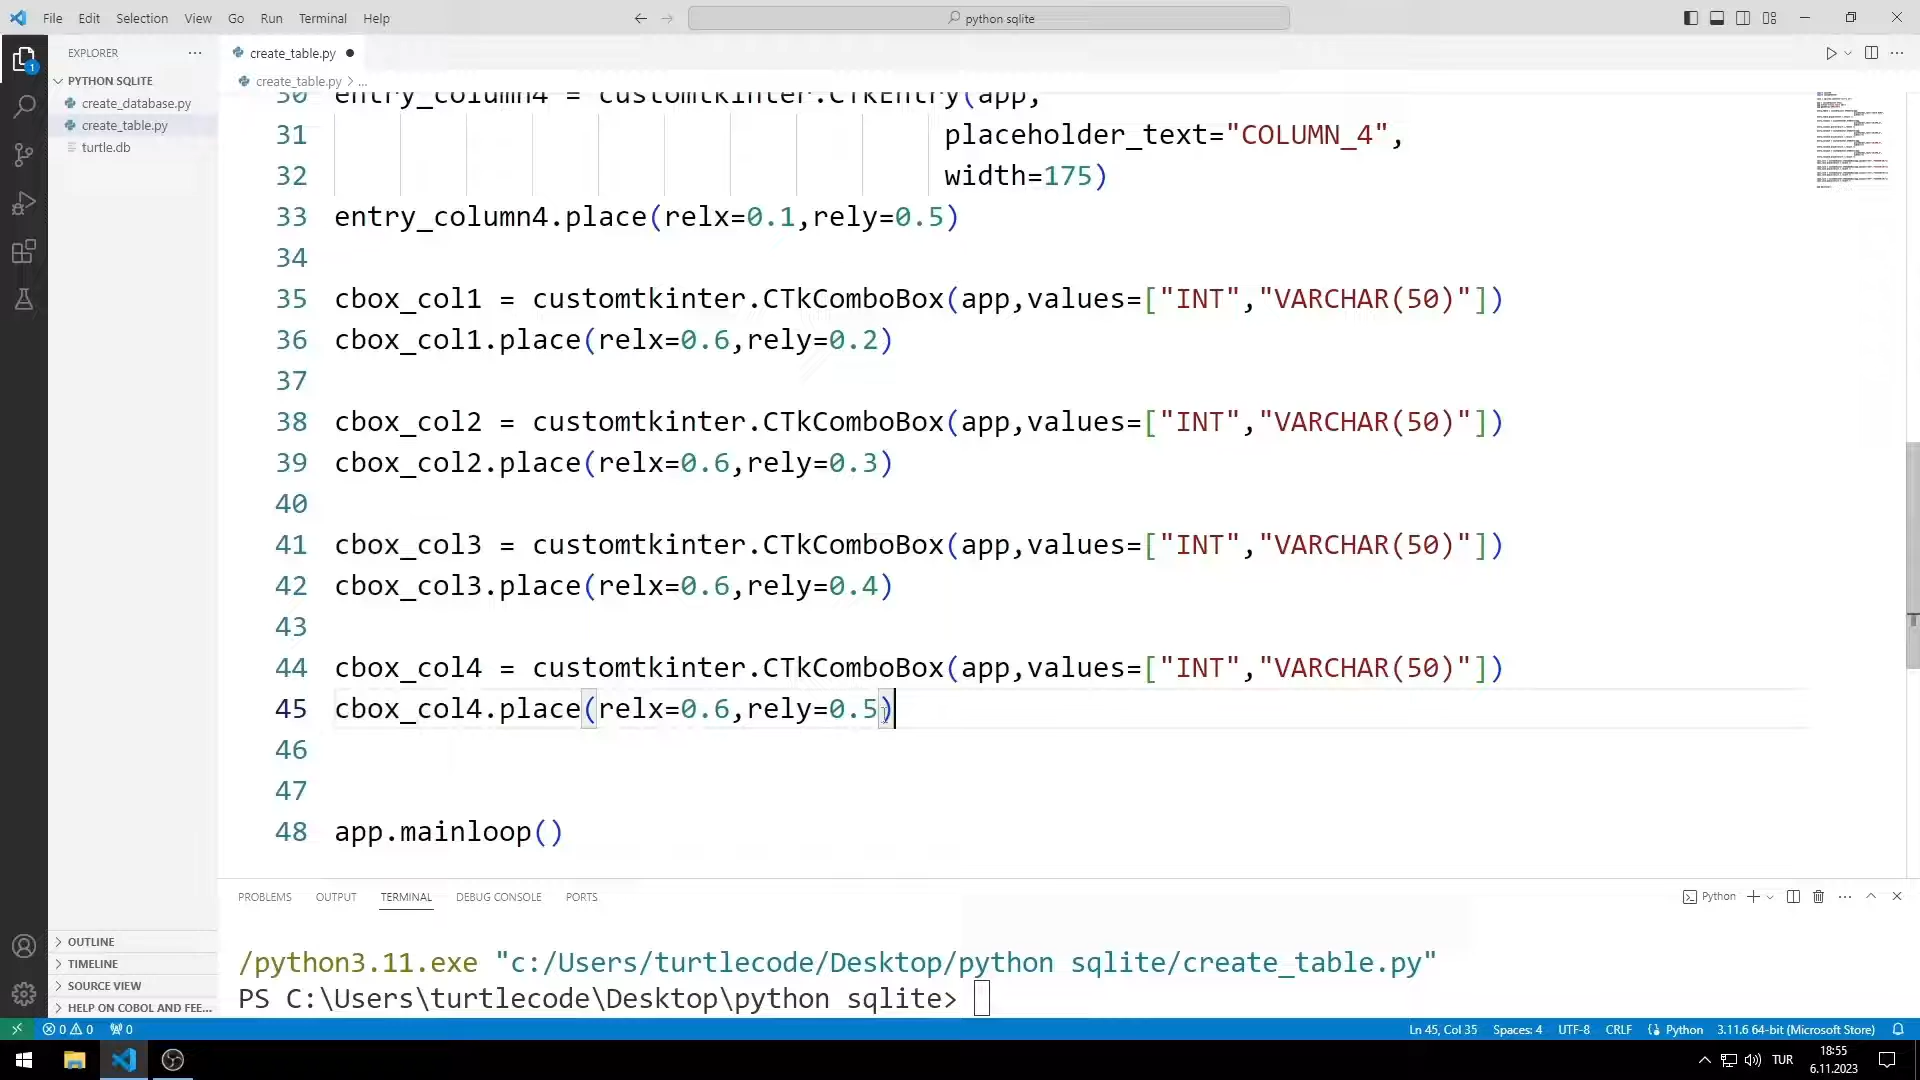 File Edit Selection View Go Run Terminal Help
python sqlite
EXPLORER
create_table.py
PYTHON SQLITE
create_table.py > ...
create_database.py
create_table.py
turtle.db
30 entry_column4 = customtkinter.CTkEntry(app,
31 placeholder_text="COLUMN_4",
32 width=175)
33 entry_column4.place(relx=0.1,rely=0.5)
34
35 cbox_col1 = customtkinter.CTkComboBox(app,values=["INT","VARCHAR(50)"])
36 cbox_col1.place(relx=0.6,rely=0.2)
37
38 cbox_col2 = customtkinter.CTkComboBox(app,values=["INT","VARCHAR(50)"])
39 cbox_col2.place(relx=0.6,rely=0.3)
40
41 cbox_col3 = customtkinter.CTkComboBox(app,values=["INT","VARCHAR(50)"])
42 cbox_col3.place(relx=0.6,rely=0.4)
43
44 cbox_col4 = customtkinter.CTkComboBox(app,values=["INT","VARCHAR(50)"])
45 cbox_col4.place(relx=0.6,rely=0.5)
46
47
48 app.mainloop()
PROBLEMS OUTPUT TERMINAL DEBUG CONSOLE PORTS
Python
OUTLINE
TIMELINE
SOURCE VIEW
HELP ON COBOL AND FEE...
/python3.11.exe "c:/Users/turtlecode/Desktop/python sqlite/create_table.py"
PS C:\Users\turtlecode\Desktop\python sqlite>
0 0 0
Ln 45, Col 35 Spaces: 4 UTF-8 CRLF Python 3.11.6 64-bit (Microsoft Store)
TUR
18:55
6.11.2023
1